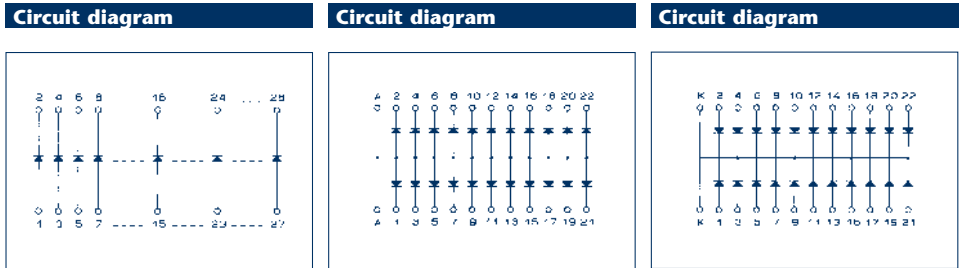 Circuit diagram
2 4 6 8 16 24 ... 28
1 3 5 7 15 23 27
Circuit diagram
A 2 4 6 8 10 12 14 16 18 20 22
A 1 3 5 7 9 11 13 15 17 19 21
Circuit diagram
K 2 4 6 8 10 12 14 16 18 20 22
K 1 3 5 7 9 11 13 15 17 19 21